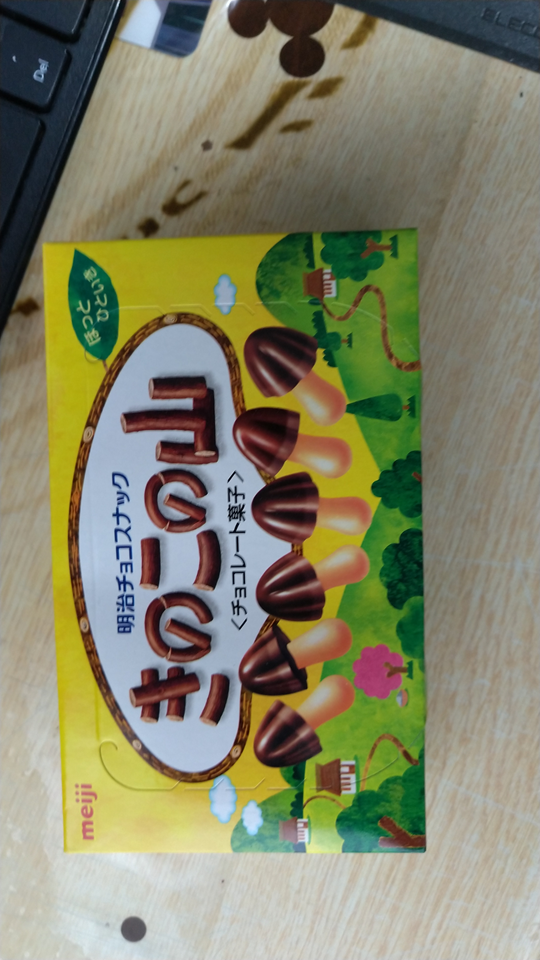 meiji
明治チョコスナック
きのこの山
〈チョコレート菓子〉
ほっと
ひといき
Del
ELECOM